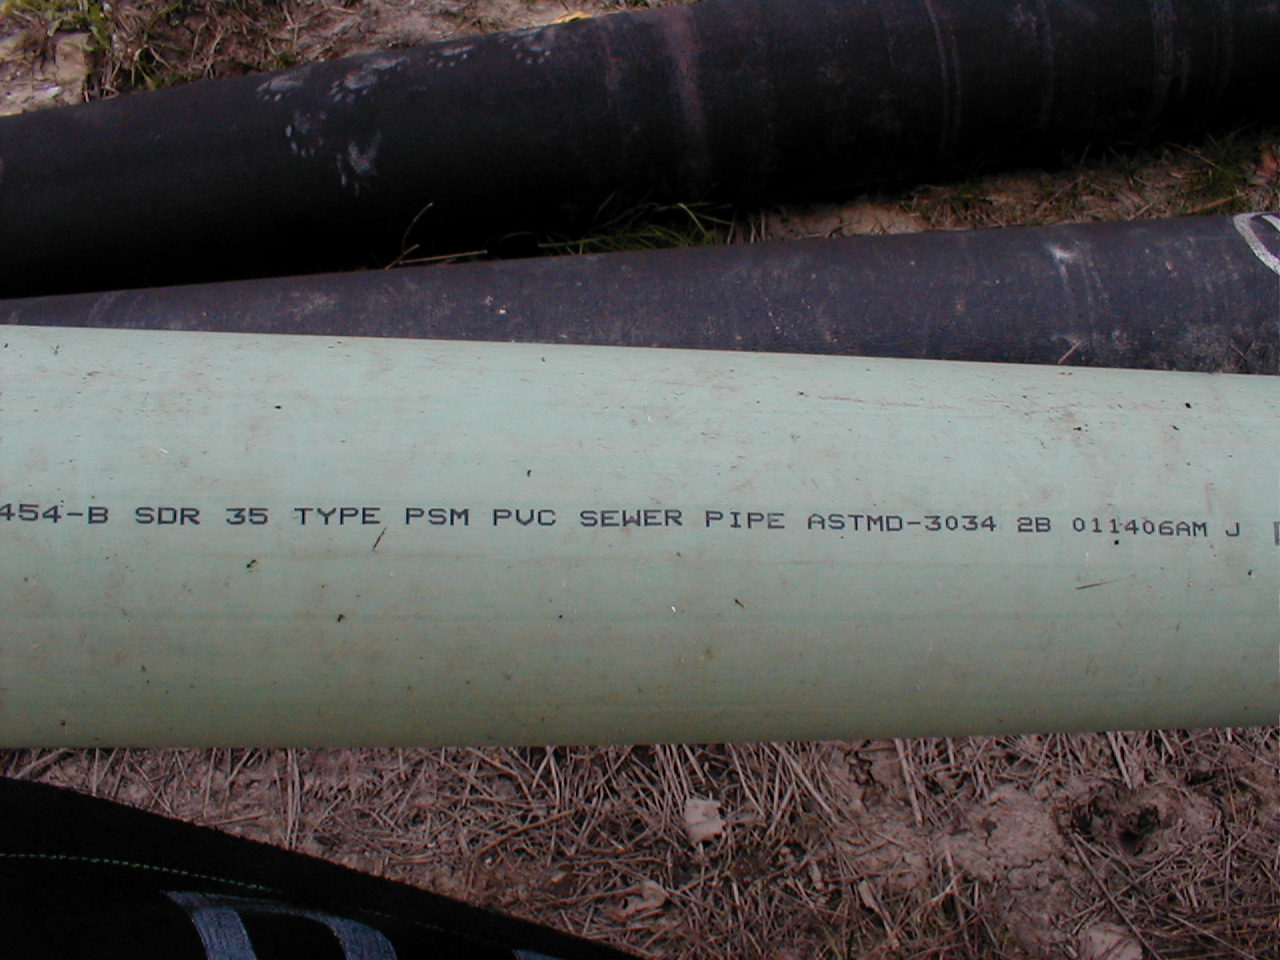 454-B SDR 35 TYPE PSM PVC SEWER PIPE ASTMD-3034 2B 011406AM J